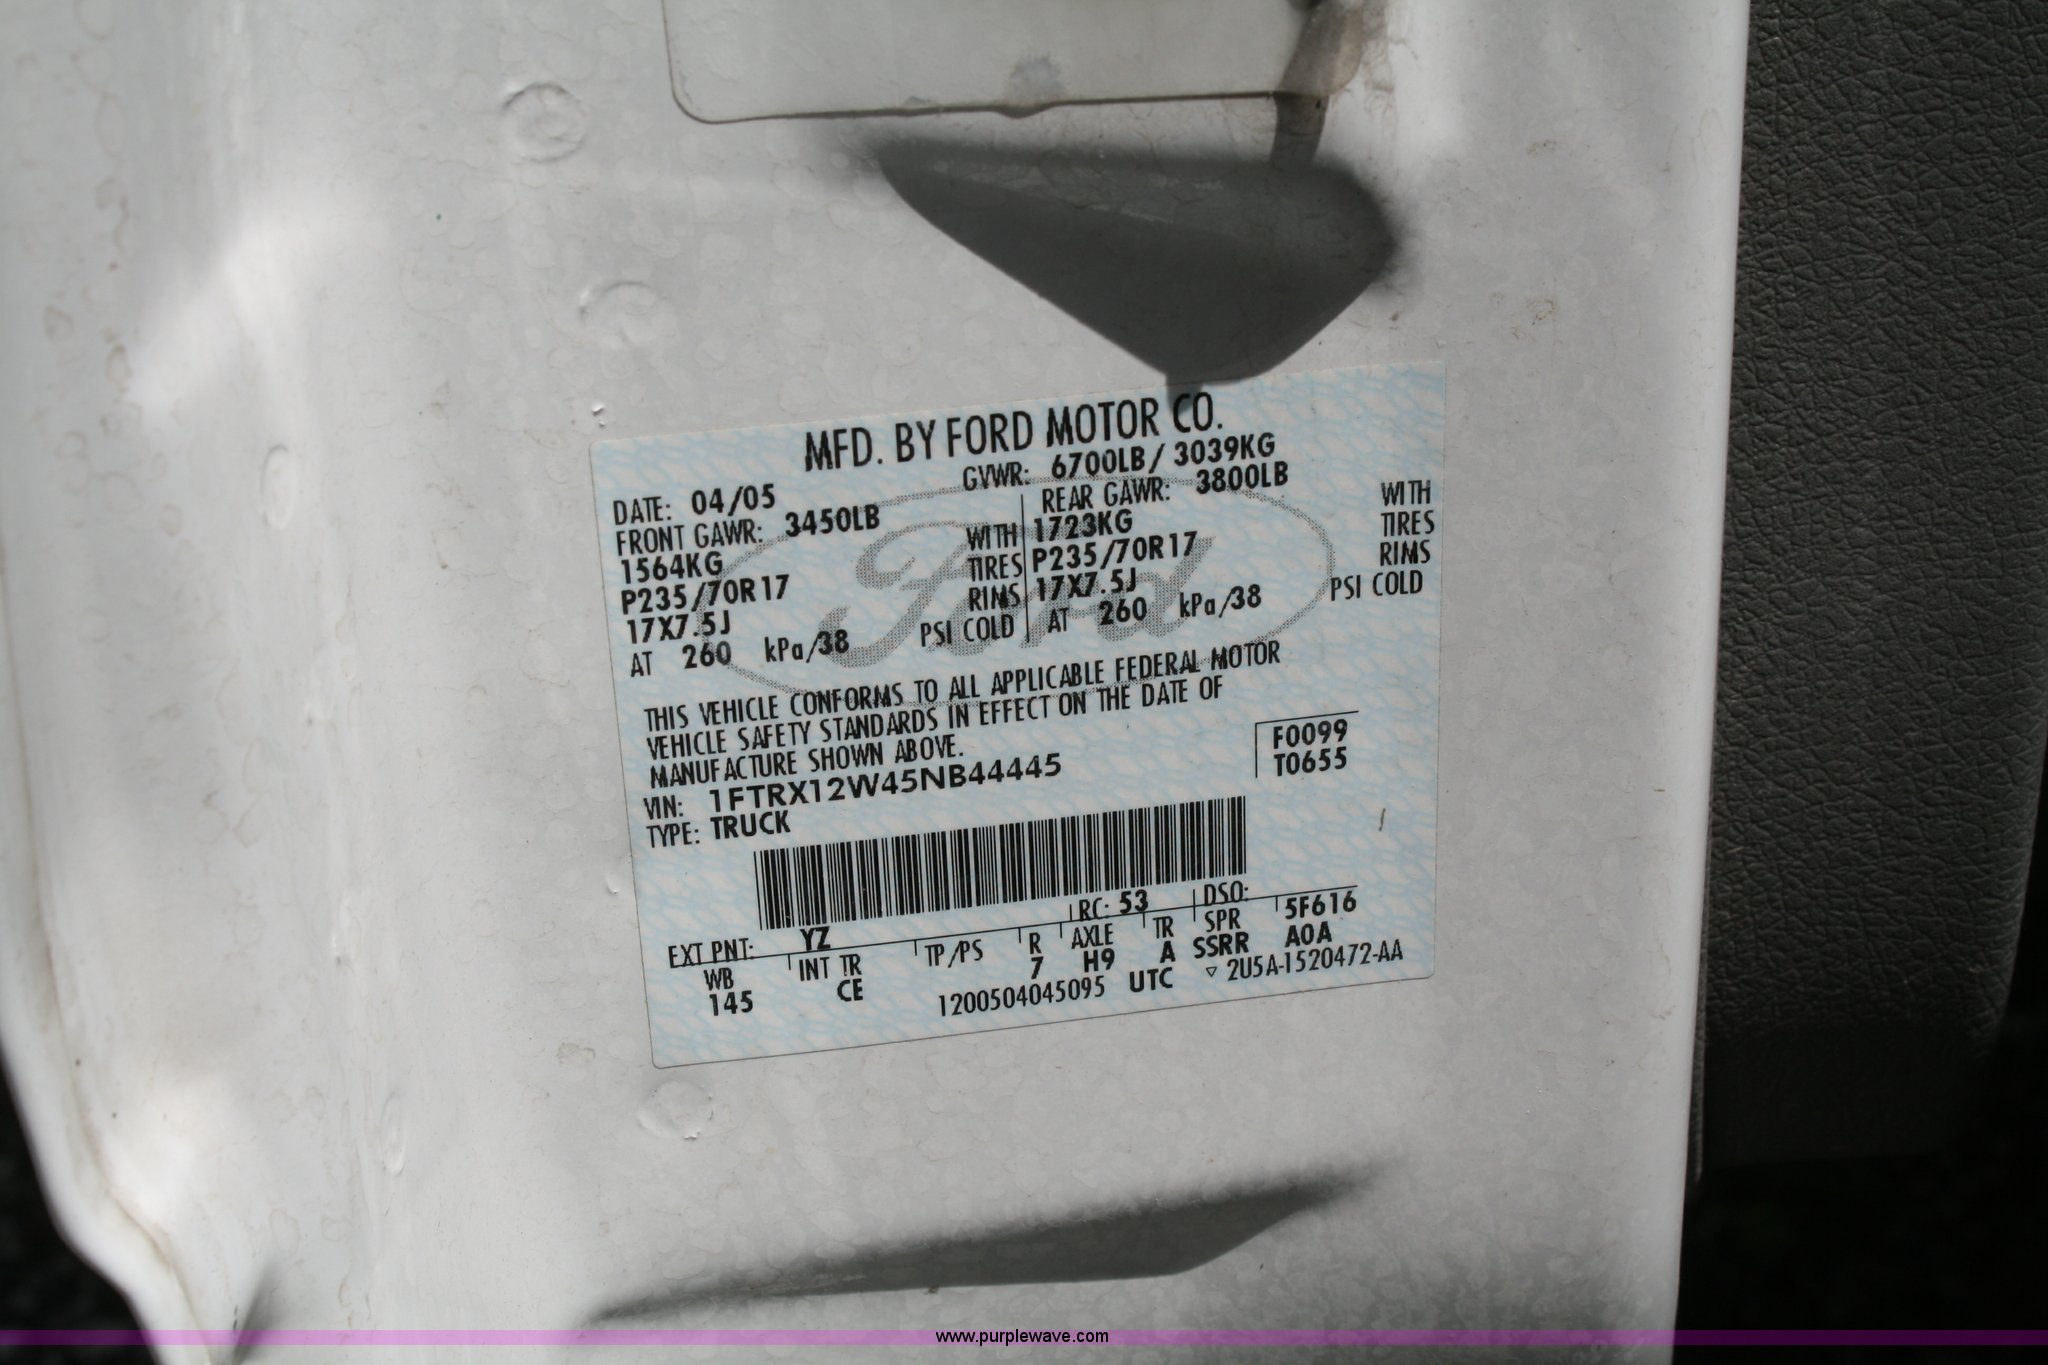 MFD. BY FORD MOTOR CO.
DATE: 04/05 GVWR: 6700LB/ 3039KG
FRONT GAWR: 3450LB REAR GAWR: 3800LB
1564KG WITH 1723KG WITH
P235/70R17 TIRES P235/70R17 TIRES
17X7.5J RIMS 17X7.5J RIMS
AT 260 kPa/38 PSI COLD AT 260 kPa/38 PSI COLD
Ford
THIS VEHICLE CONFORMS TO ALL APPLICABLE FEDERAL MOTOR
VEHICLE SAFETY STANDARDS IN EFFECT ON THE DATE OF
MANUFACTURE SHOWN ABOVE.
F0099
VIN: 1FTRX12W45NB44445 T0655
TYPE: TRUCK
RC: 53 DSO:
EXT PNT: YZ 5F616
WB INT TR TP/PS R AXLE TR SPR A0A
145 CE 7 H9 A SSRR
1200504045095 UTC ▽ 2U5A-1520472-AA
www.purplewave.com